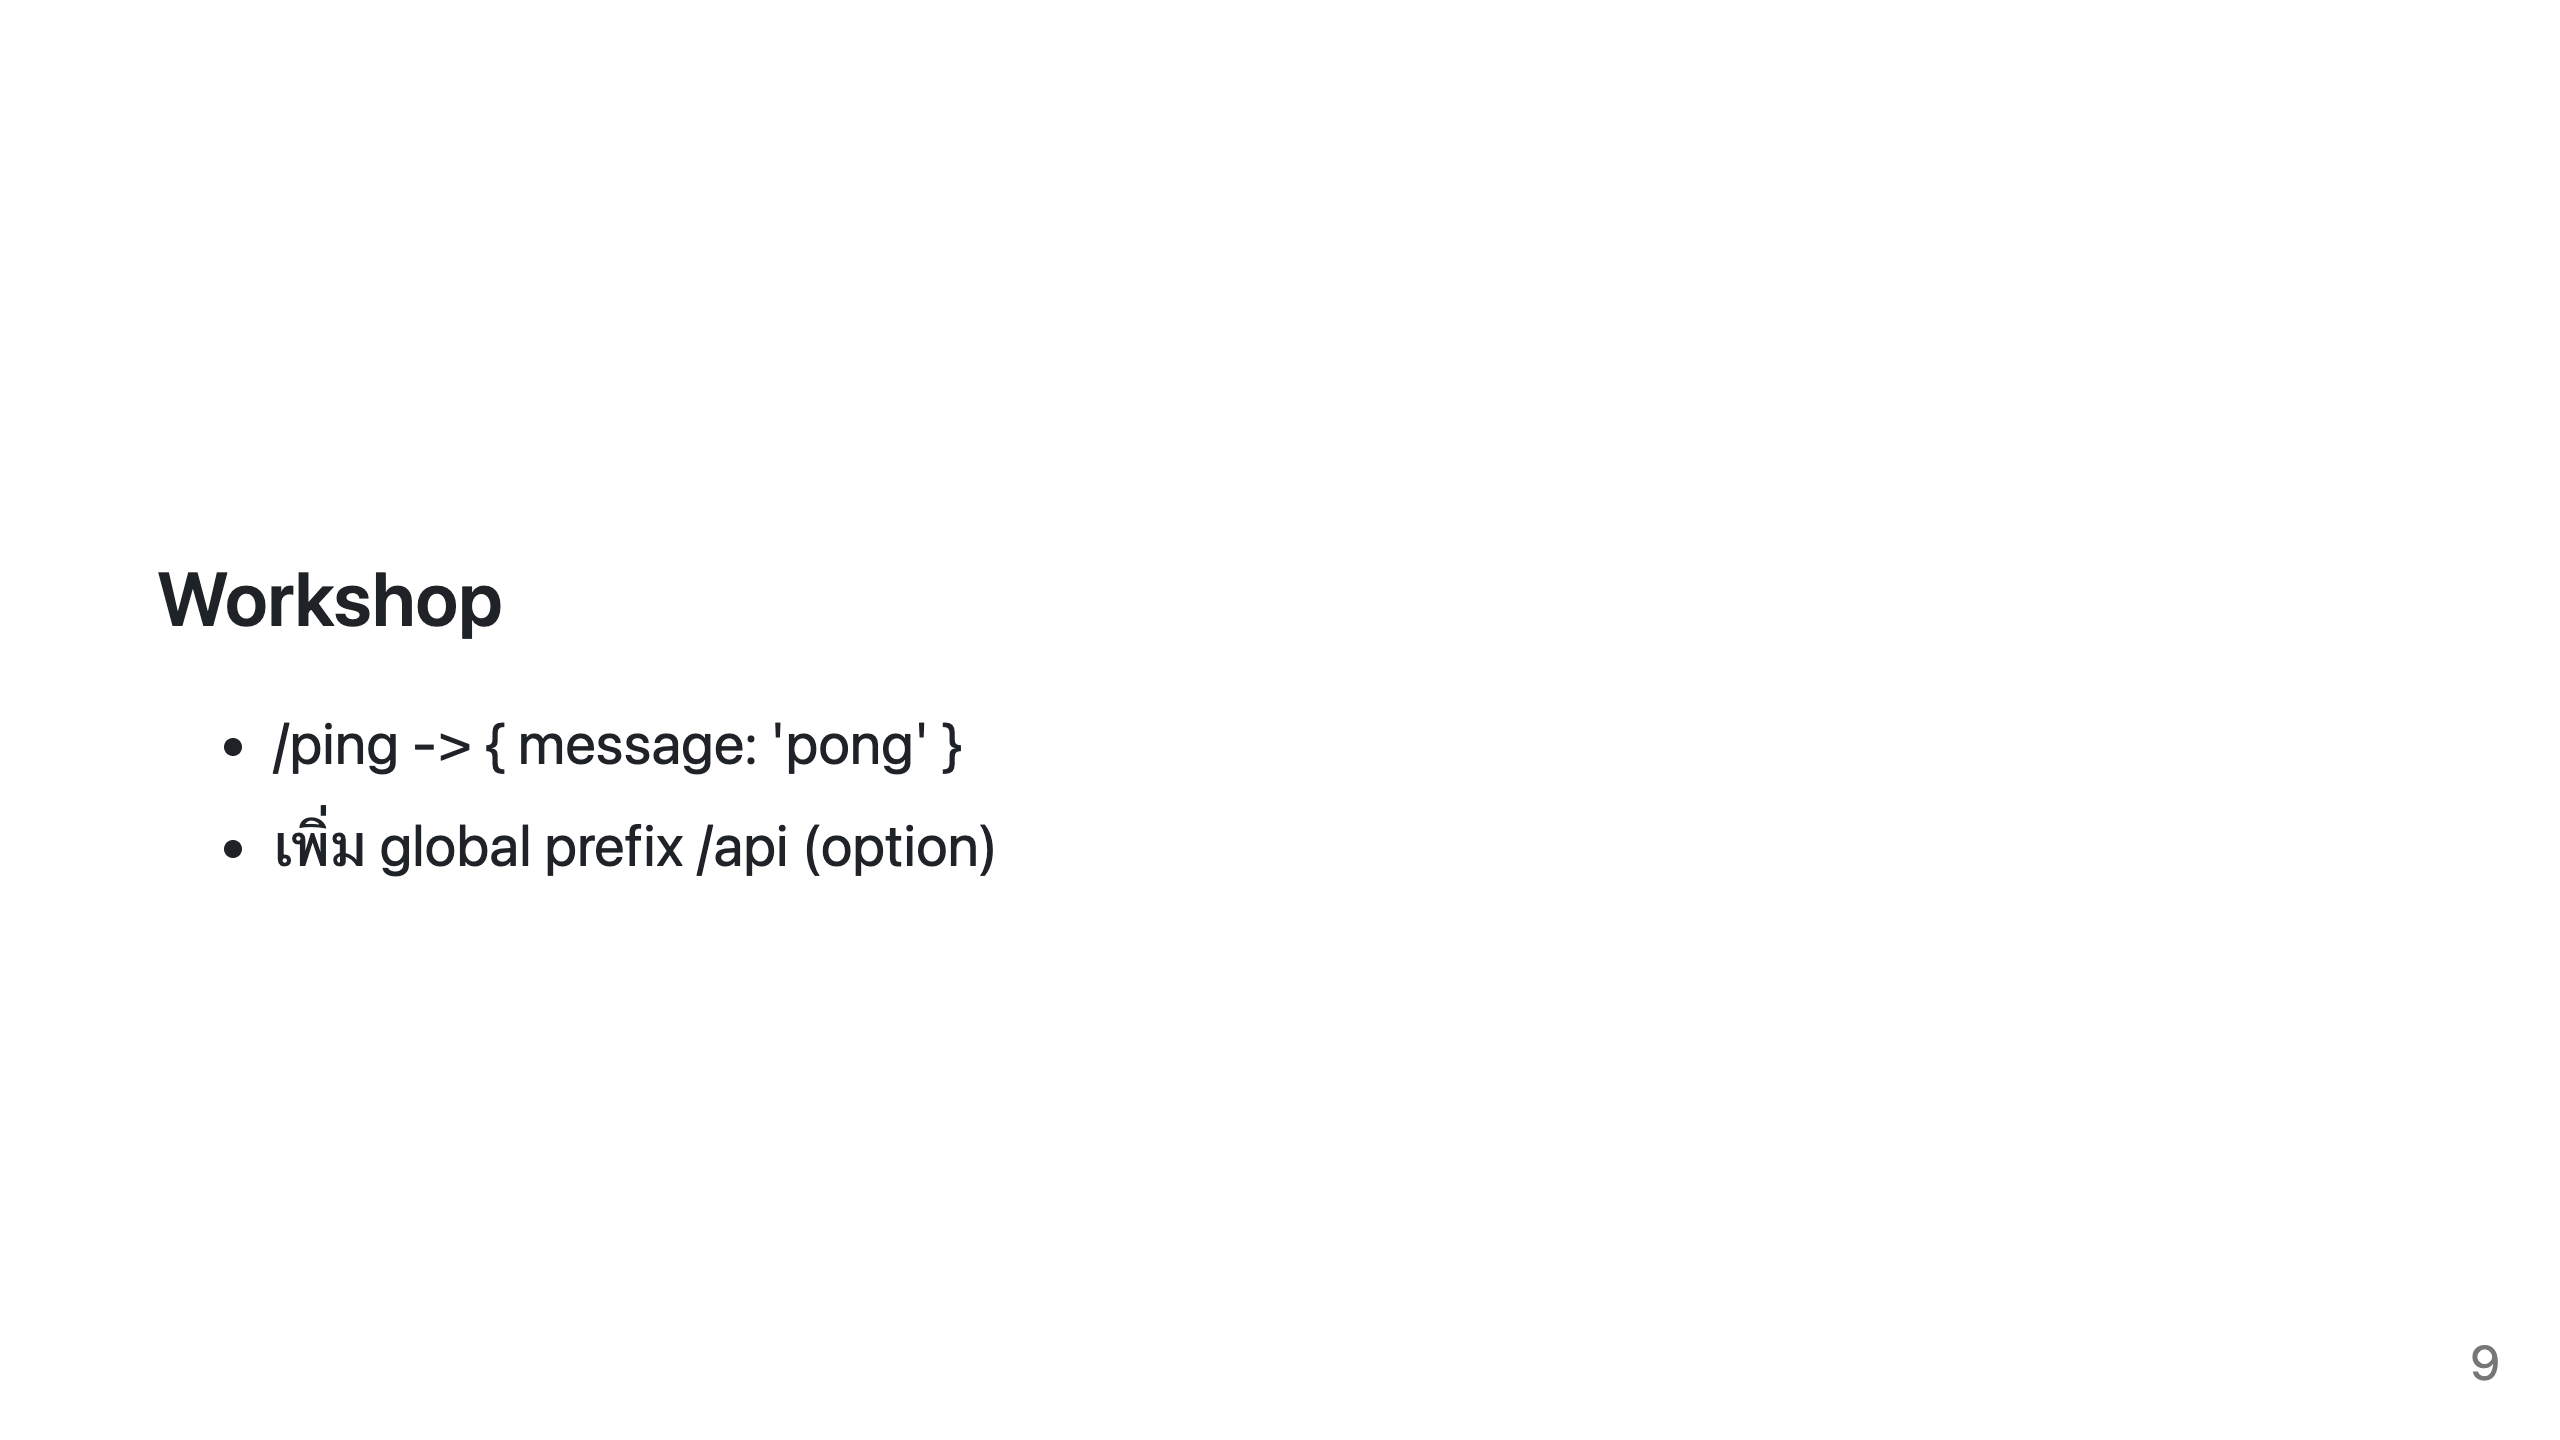 Workshop
• /ping -> { message: 'pong' }
• เพิ่ม global prefix /api (option)
9